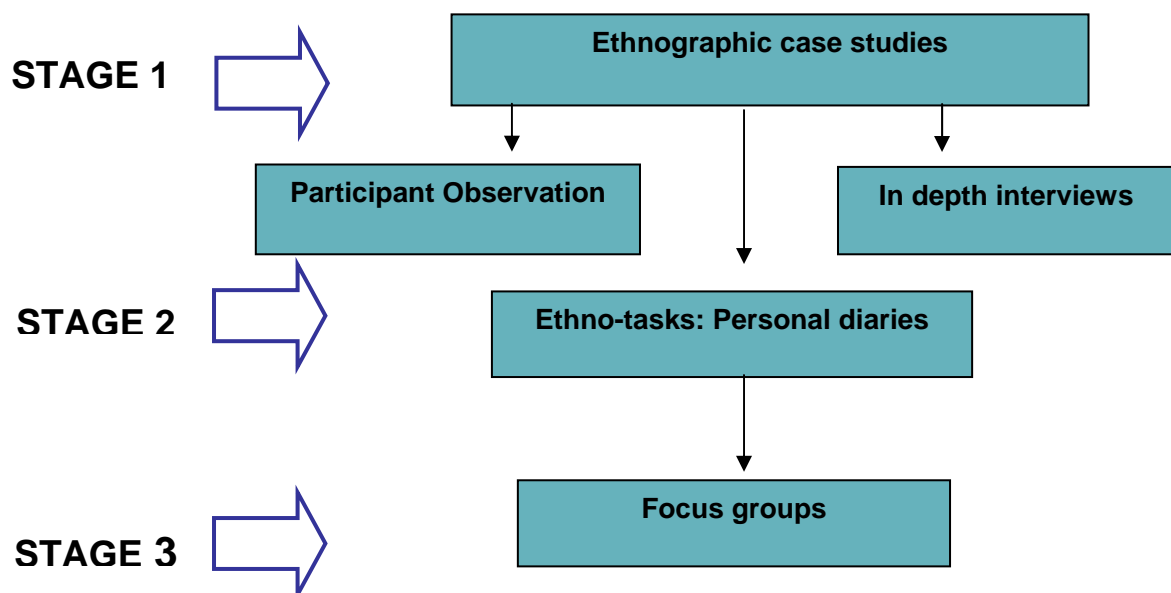 Ethnographic case studies
STAGE 1
Participant Observation
In depth interviews
STAGE 2
Ethno-tasks: Personal diaries
Focus groups
STAGE 3